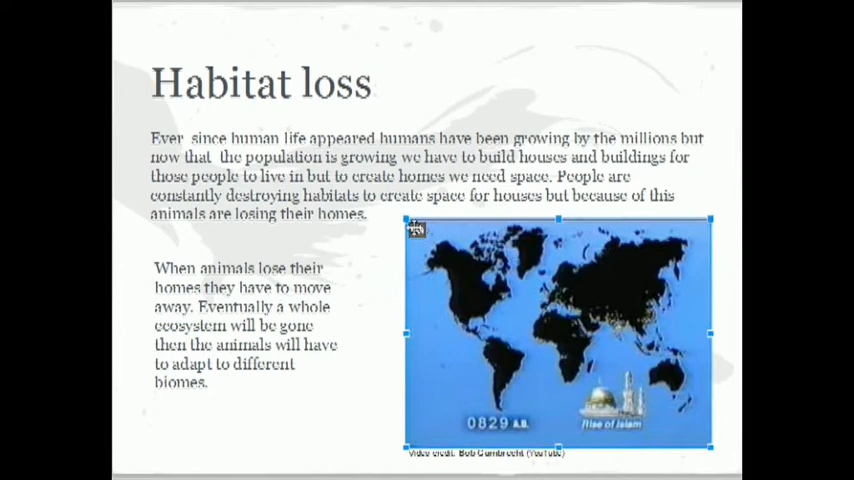 Habitat loss
Ever since human life appeared humans have been growing by the millions but
now that the population is growing we have to build houses and buildings for
those people to live in but to create homes we need space. People are
constantly destroying habitats to create space for houses but because of this
animals are losing their homes.
When animals lose their
homes they have to move
away. Eventually a whole
ecosystem will be gone
then the animals will have
to adapt to different
biomes.
0829 A.D.
Rise of Islam
Video credit: Bob Gumbrecht (YouTube)